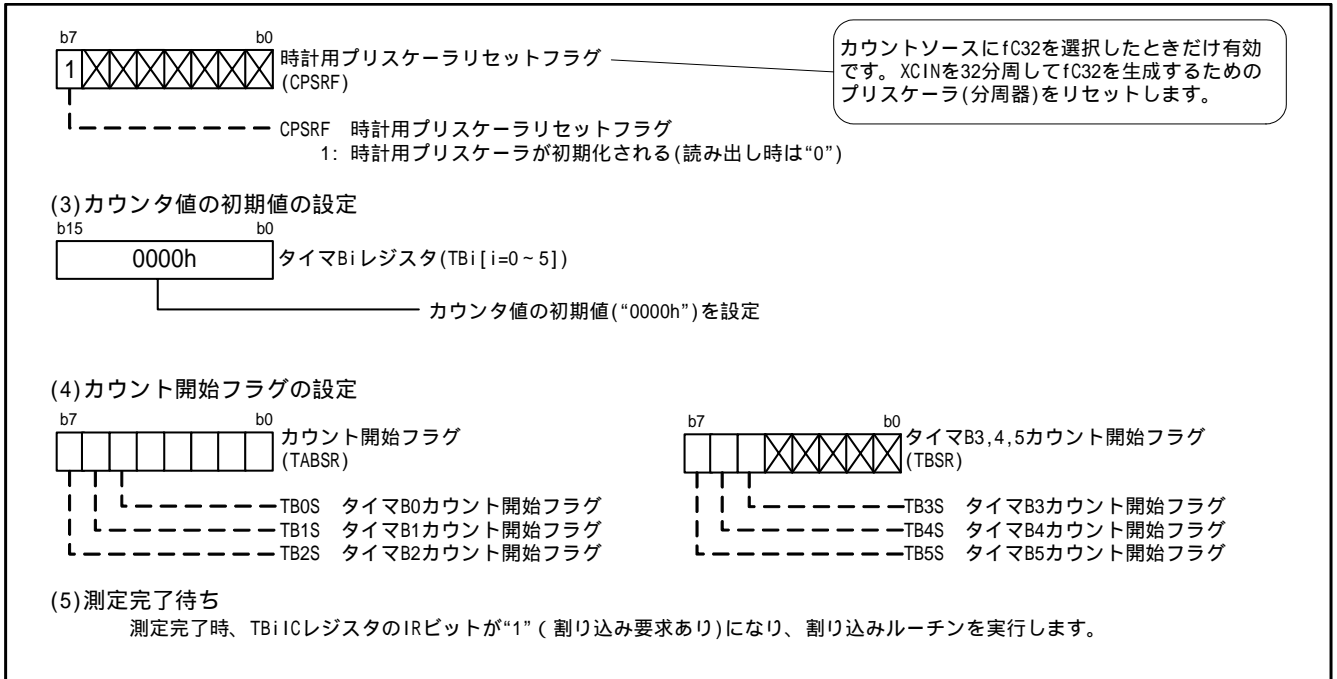 b7 b0
1 時計用プリスケーラリセットフラグ
(CPSRF)
カウントソースにfC32を選択したときだけ有効
です。XCINを32分周してfC32を生成するための
プリスケーラ(分周器)をリセットします。
CPSRF 時計用プリスケーラリセットフラグ
1: 時計用プリスケーラが初期化される(読み出し時は“0”)
(3)カウンタ値の初期値の設定
b15 b0
0000h タイマBiレジスタ(TBi[i=0~5])
カウンタ値の初期値(“0000h”)を設定
(4)カウント開始フラグの設定
b7 b0
カウント開始フラグ
(TABSR)
TB0S タイマB0カウント開始フラグ
TB1S タイマB1カウント開始フラグ
TB2S タイマB2カウント開始フラグ
b7 b0
タイマB3,4,5カウント開始フラグ
(TBSR)
TB3S タイマB3カウント開始フラグ
TB4S タイマB4カウント開始フラグ
TB5S タイマB5カウント開始フラグ
(5)測定完了待ち
測定完了時、TBiICレジスタのIRビットが“1”(割り込み要求あり)になり、割り込みルーチンを実行します。